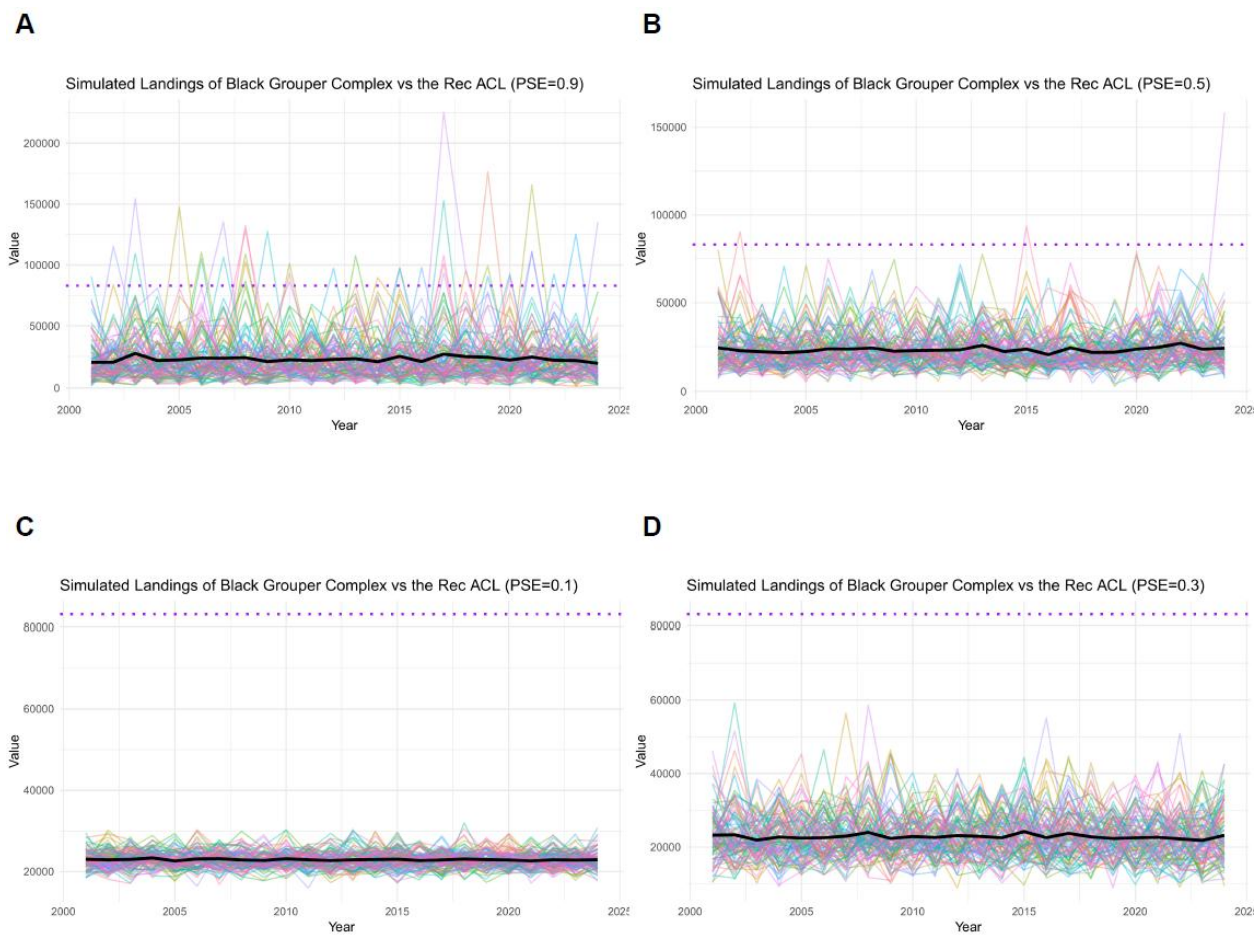 A
Simulated Landings of Black Grouper Complex vs the Rec ACL (PSE=0.9)
200000
150000
100000
50000
0
Value
2000
2005
2010
2015
2020
2025
Year
B
Simulated Landings of Black Grouper Complex vs the Rec ACL (PSE=0.5)
150000
100000
50000
0
Value
2000
2005
2010
2015
2020
2025
Year
C
Simulated Landings of Black Grouper Complex vs the Rec ACL (PSE=0.1)
80000
60000
40000
20000
Value
2000
2005
2010
2015
2020
2025
Year
D
Simulated Landings of Black Grouper Complex vs the Rec ACL (PSE=0.3)
80000
60000
40000
20000
Value
2000
2005
2010
2015
2020
2025
Year